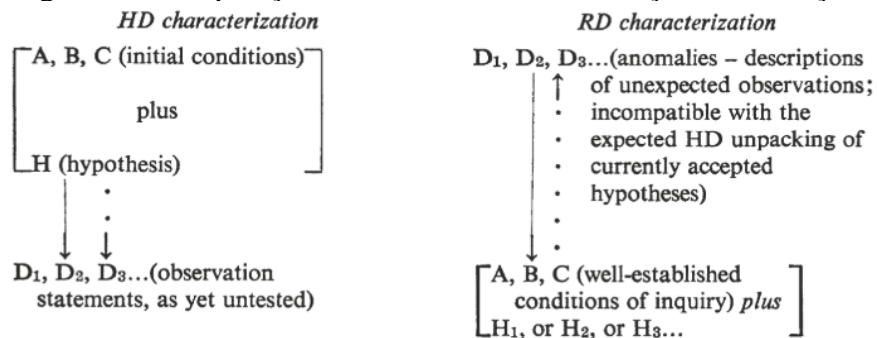 HD characterization
A, B, C (initial conditions)
plus
H (hypothesis)
D₁, D₂, D₃...(observation
statements, as yet untested)
RD characterization
D₁, D₂, D₃...(anomalies – descriptions
of unexpected observations;
incompatible with the
expected HD unpacking of
currently accepted
hypotheses)
A, B, C (well-established
conditions of inquiry) plus
H₁, or H₂, or H₃...